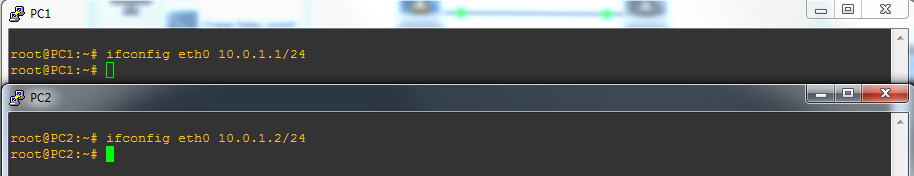 PC1
root@PC1:~# ifconfig eth0 10.0.1.1/24
root@PC1:~#
PC2
root@PC2:~# ifconfig eth0 10.0.1.2/24
root@PC2:~#